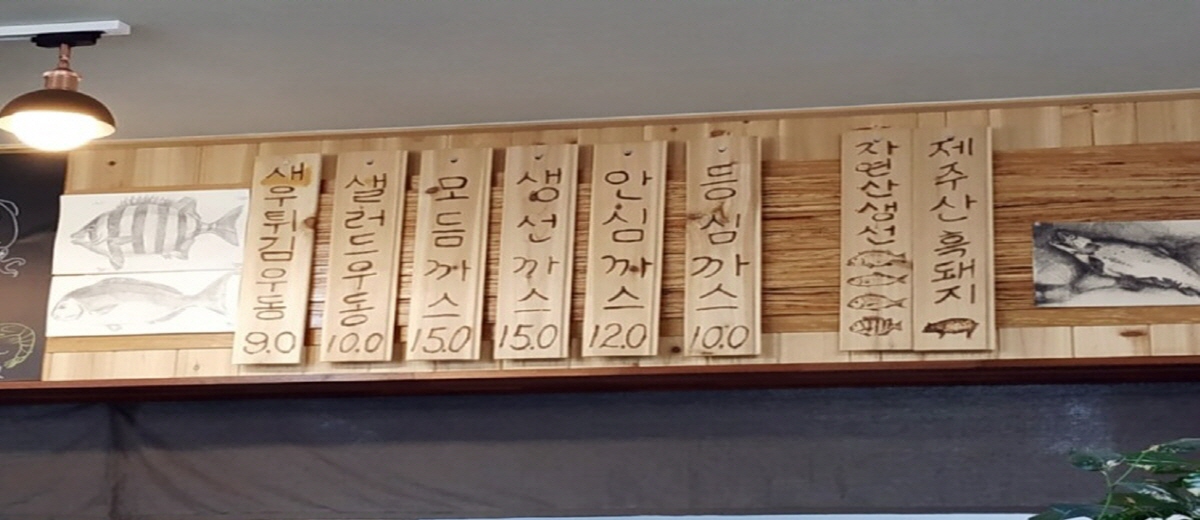 새우튀김우동 9.0
샐러드우동 10.0
모듬까스 15.0
생선까스 15.0
안심까스 12.0
등심까스 10.0
자연산생선
제주산흑돼지